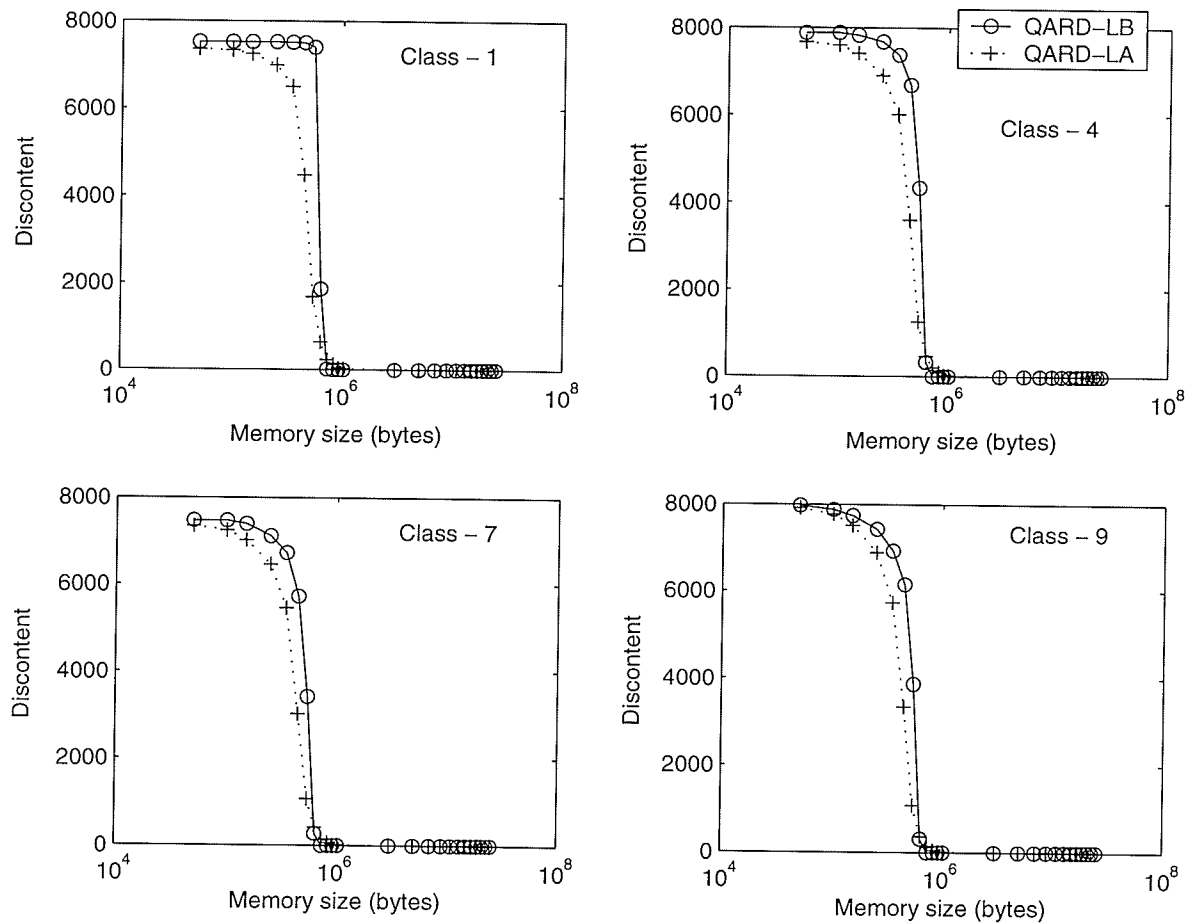 8000
6000
4000
2000
0
Discontent
Class – 1
10^4
10^6
10^8
Memory size (bytes)
8000
6000
4000
2000
0
Discontent
QARD–LB
QARD–LA
Class – 4
10^4
10^6
10^8
Memory size (bytes)
8000
6000
4000
2000
0
Discontent
Class – 7
10^4
10^6
10^8
Memory size (bytes)
8000
6000
4000
2000
0
Discontent
Class – 9
10^4
10^6
10^8
Memory size (bytes)